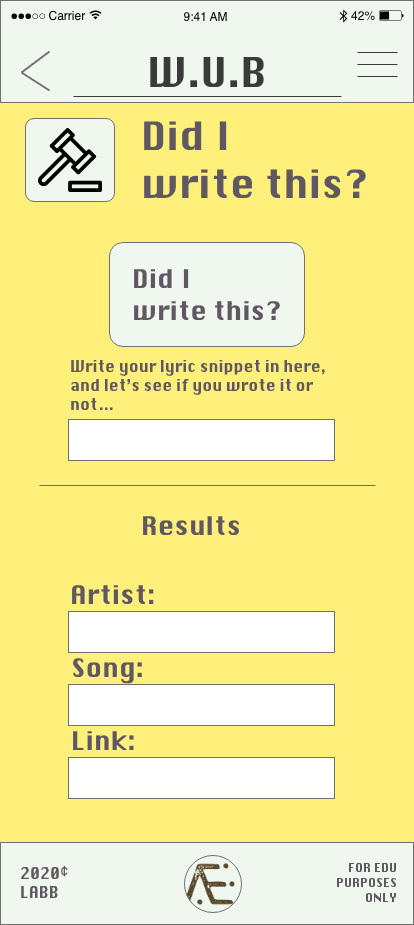 Carrier 9:41 AM 42%
W.U.B
Did I
write this?
Did I
write this?
Write your lyric snippet in here,
and let's see if you wrote it or
not...
Results
Artist:
Song:
Link:
2020¢
LABB
Æ
FOR EDU
PURPOSES
ONLY